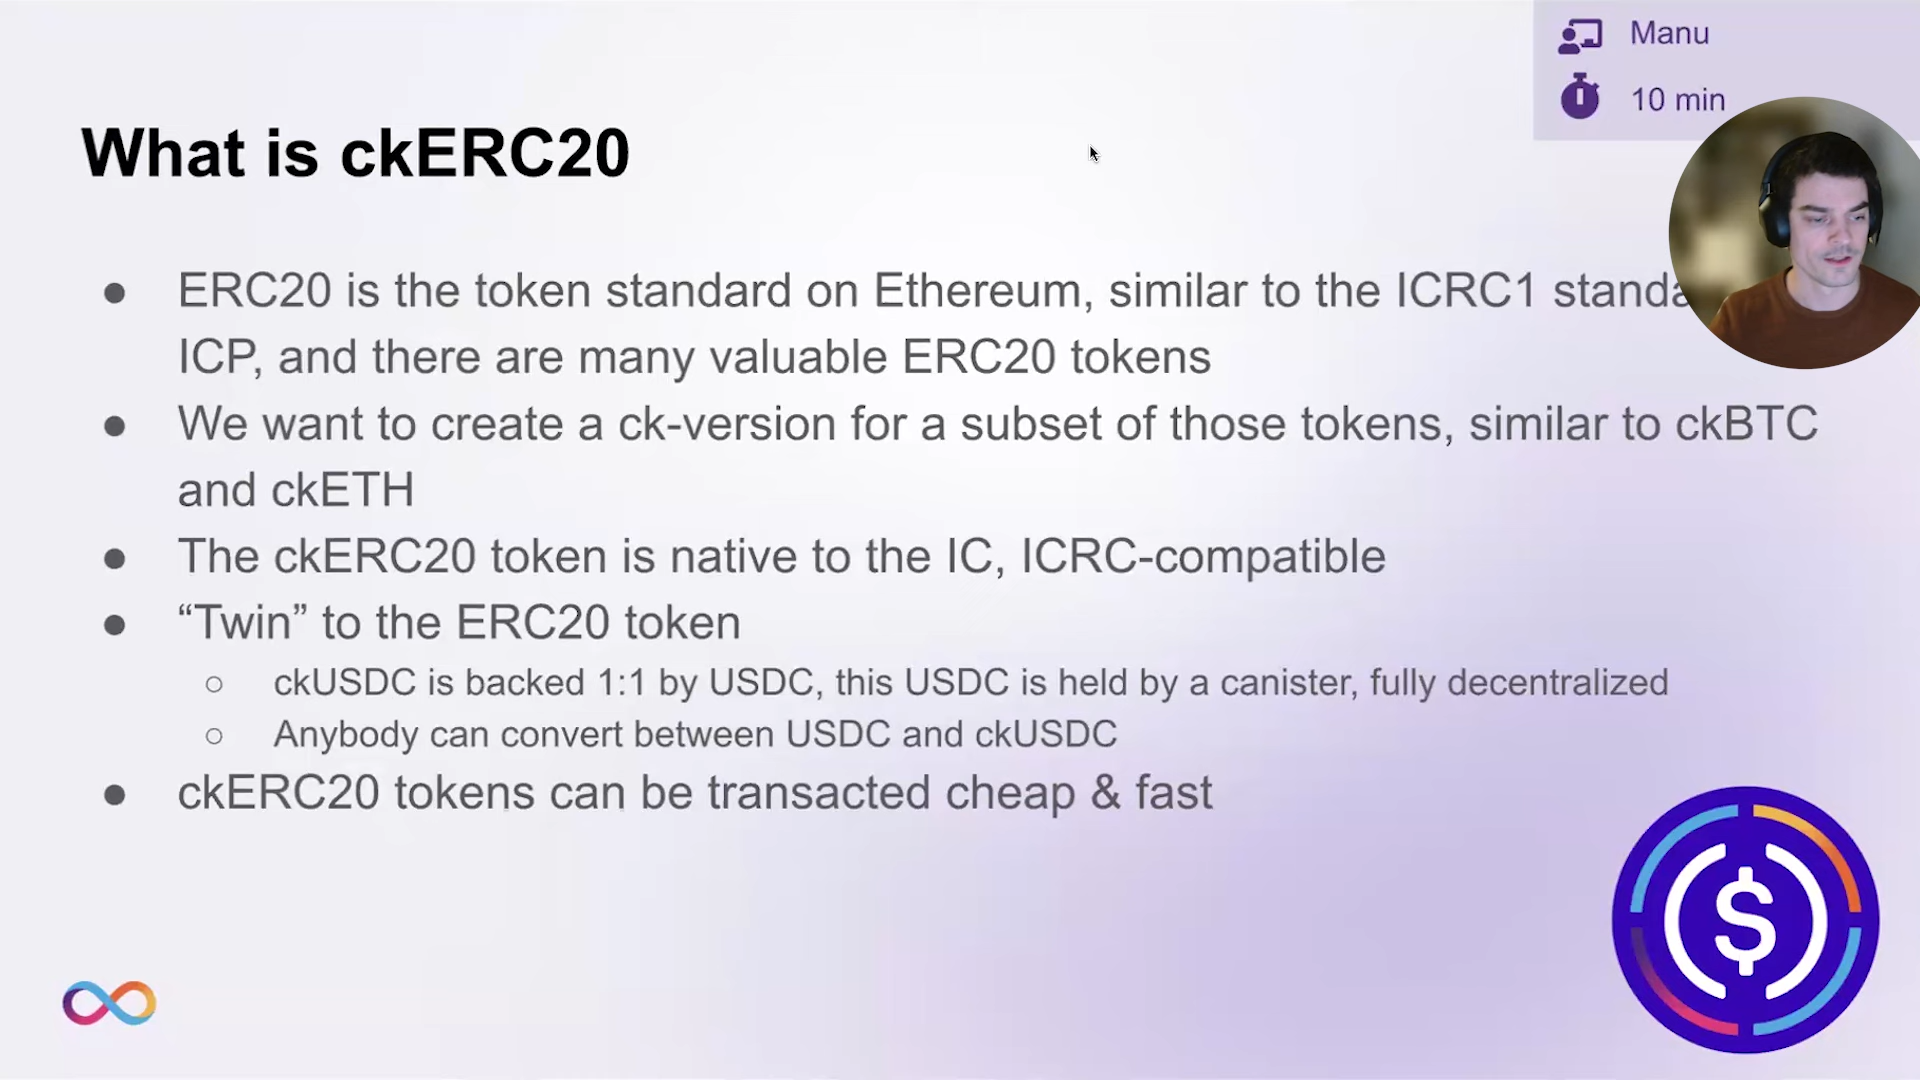 Manu
10 min
What is ckERC20
● ERC20 is the token standard on Ethereum, similar to the ICRC1
ICP, and there are many valuable ERC20 tokens
● We want to create a ck-version for a subset of those tokens, similar to ckBTC
and ckETH
● The ckERC20 token is native to the IC, ICRC-compatible
● “Twin” to the ERC20 token
○ ckUSDC is backed 1:1 by USDC, this USDC is held by a canister, fully decentralized
○ Anybody can convert between USDC and ckUSDC
● ckERC20 tokens can be transacted cheap & fast
$